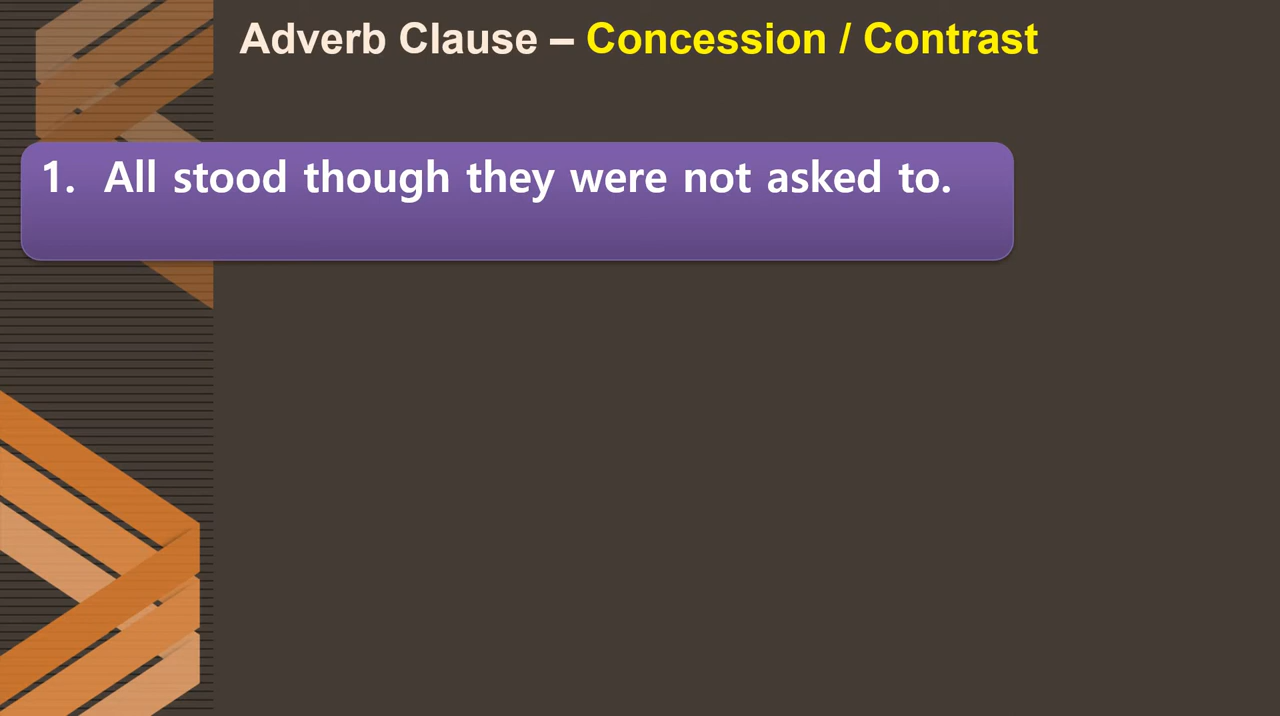 Adverb Clause – Concession / Contrast
1. All stood though they were not asked to.